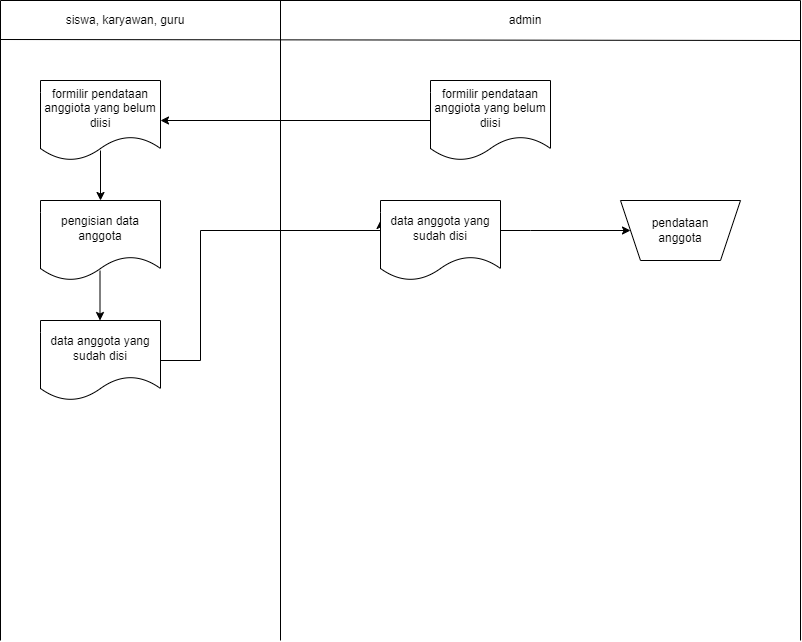 siswa, karyawan, guru
admin
formilir pendataan
anggiota yang belum
diisi
formilir pendataan
anggiota yang belum
diisi
pengisian data
anggota
data anggota yang
sudah disi
pendataan
anggota
data anggota yang
sudah disi